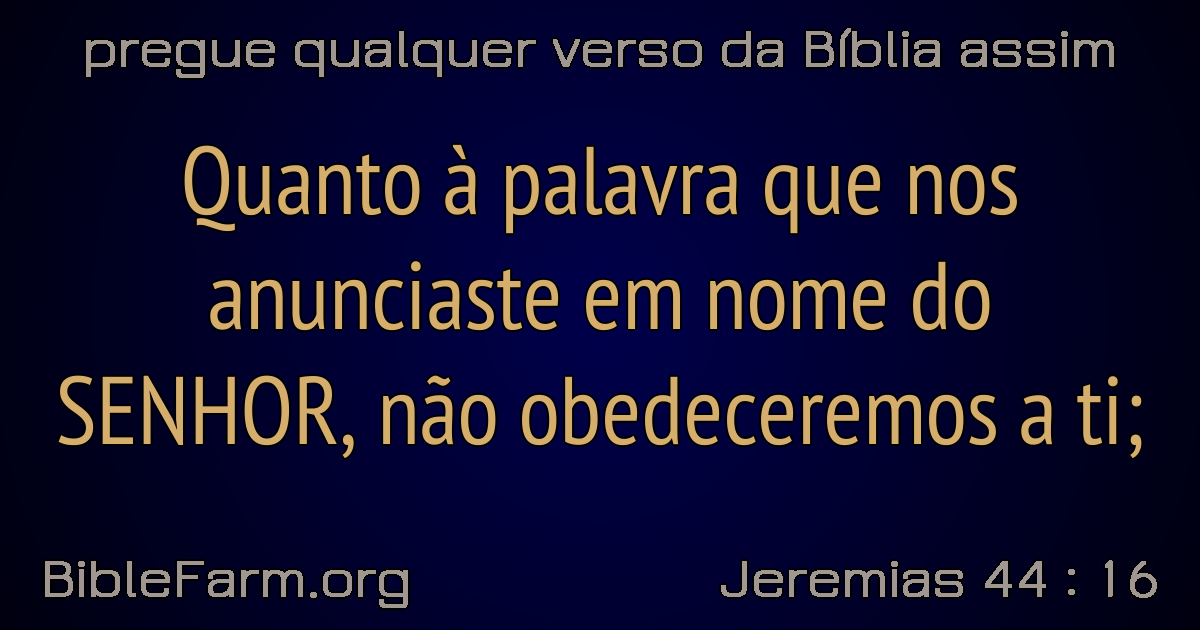 pregue qualquer verso da Bíblia assim
Quanto à palavra que nos
anunciaste em nome do
SENHOR, não obedeceremos a ti;
BibleFarm.org
Jeremias 44 : 16